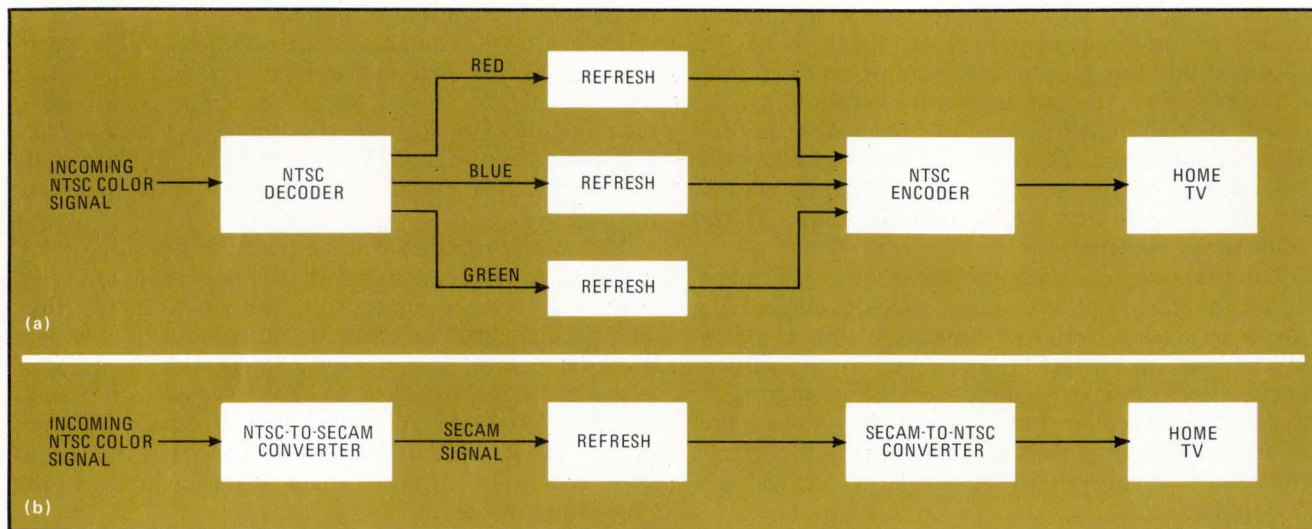 RED
REFRESH
INCOMING
NTSC COLOR
SIGNAL
NTSC
DECODER
BLUE
REFRESH
NTSC
ENCODER
HOME
TV
GREEN
REFRESH
(a)
INCOMING
NTSC COLOR
SIGNAL
NTSC-TO-SECAM
CONVERTER
SECAM
SIGNAL
REFRESH
SECAM-TO-NTSC
CONVERTER
HOME
TV
(b)